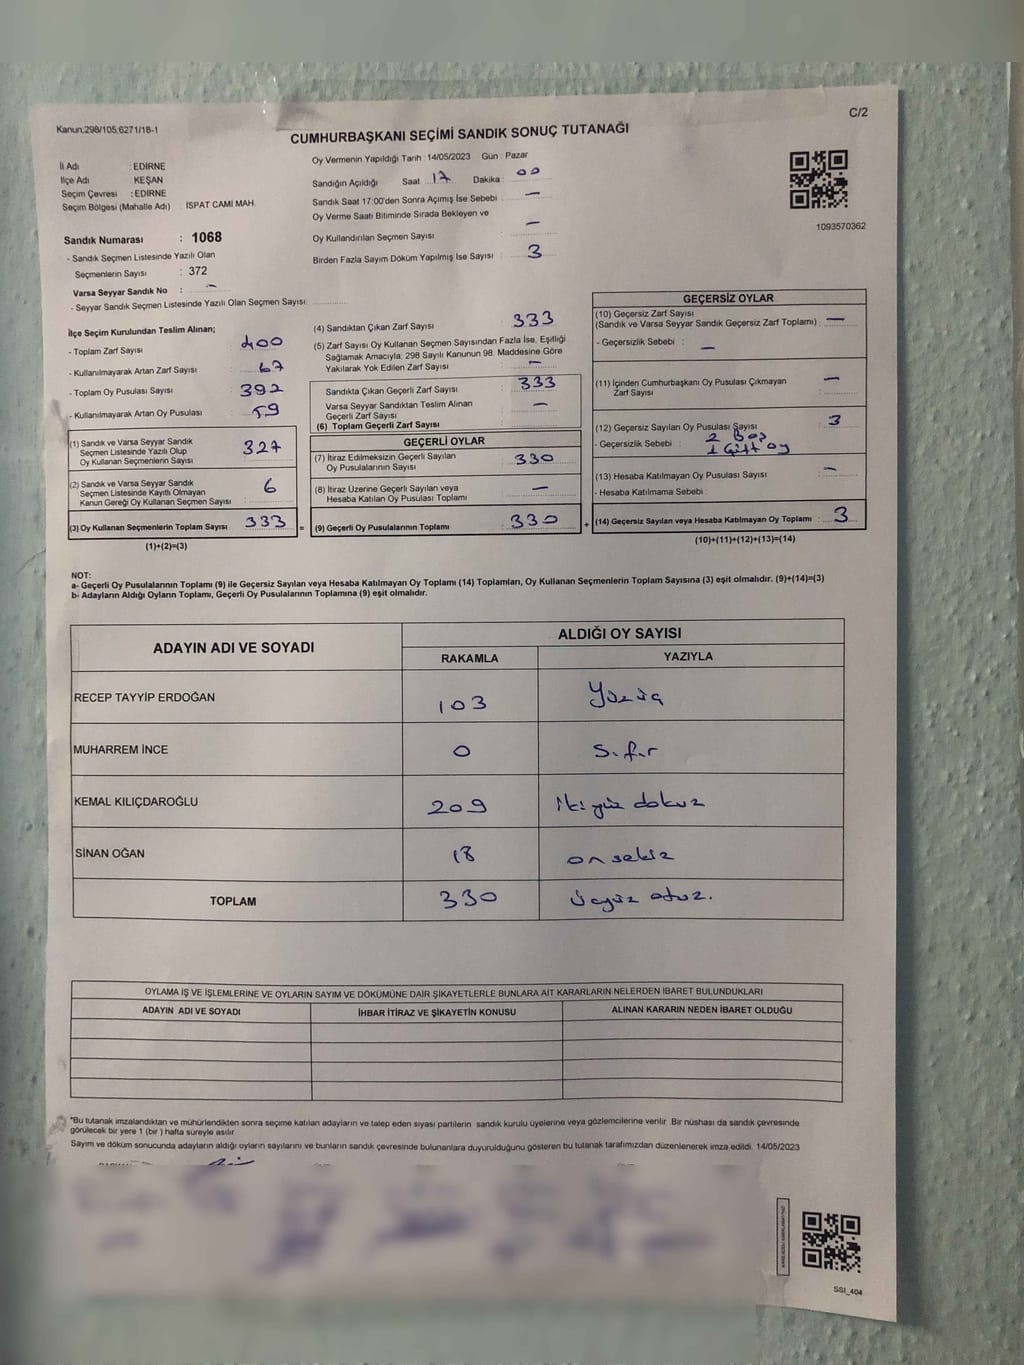 C/2
Kanun:298/105,6271/18-1
CUMHURBAŞKANI SEÇİMİ SANDIK SONUÇ TUTANAĞI
İl Adı : EDİRNE
İlçe Adı KEŞAN
Seçim Çevresi : EDİRNE
Seçim Bölgesi (Mahalle Adı) İSPAT CAMİ MAH.
Sandık Numarası : 1068
- Sandık Seçmen Listesinde Yazılı Olan
Seçmenlerin Sayısı : 372
Varsa Seyyar Sandık No : -
- Seyyar Sandık Seçmen Listesinde Yazılı Olan Seçmen Sayısı
Oy Vermenin Yapıldığı Tarih 14/05/2023 Gün : Pazar
Sandığın Açıldığı Saat 17 Dakika 00
Sandık Saat 17:00'den Sonra Açımış İse Sebebi -
Oy Verme Saati Bitiminde Sırada Bekleyen ve
Oy Kullandırılan Seçmen Sayısı -
Birden Fazla Sayım Döküm Yapılmış İse Sayısı 3
1093570362
İlçe Seçim Kurulundan Teslim Alınan;
- Toplam Zarf Sayısı 400
- Kullanılmayarak Artan Zarf Sayısı 67
- Toplam Oy Pusulası Sayısı 392
- Kullanılmayarak Artan Oy Pusulası 59
(1) Sandık ve Varsa Seyyar Sandık
Seçmen Listesinde Yazılı Olup
Oy Kullanan Seçmenlerin Sayısı 327
(2) Sandık ve Varsa Seyyar Sandık
Seçmen Listesinde Kayıtlı Olmayan
Kanun Gereği Oy Kullanan Seçmen Sayısı 6
(3) Oy Kullanan Seçmenlerin Toplam Sayısı 333 =
(1)+(2)=(3)
(4) Sandıktan Çıkan Zarf Sayısı 333
(5) Zarf Sayısı Oy Kullanan Seçmen Sayısından Fazla İse, Eşitliği
Sağlamak Amacıyla; 298 Sayılı Kanunun 98. Maddesine Göre
Yakılarak Yok Edilen Zarf Sayısı -
Sandıkta Çıkan Geçerli Zarf Sayısı 333
Varsa Seyyar Sandıktan Teslim Alınan
Geçerli Zarf Sayısı -
(6) Toplam Geçerli Zarf Sayısı
GEÇERLİ OYLAR
(7) İtiraz Edilmeksizin Geçerli Sayılan
Oy Pusulalarının Sayısı 330
(8) İtiraz Üzerine Geçerli Sayılan veya
Hesaba Katılan Oy Pusulası Toplamı -
(9) Geçerli Oy Pusulalarının Toplamı 330 +
GEÇERSİZ OYLAR
(10) Geçersiz Zarf Sayısı
(Sandık ve Varsa Seyyar Sandık Geçersiz Zarf Toplamı) : -
- Geçersizlik Sebebi : -
(11) İçinden Cumhurbaşkanı Oy Pusulası Çıkmayan
Zarf Sayısı -
(12) Geçersiz Sayılan Oy Pusulası Sayısı 3
- Geçersizlik Sebebi : 2 Boş
1 Çift oy
(13) Hesaba Katılmayan Oy Pusulası Sayısı -
- Hesaba Katılmama Sebebi :
(14) Geçersiz Sayılan veya Hesaba Katılmayan Oy Toplamı : 3
(10)+(11)+(12)+(13)=(14)
NOT:
a- Geçerli Oy Pusulalarının Toplamı (9) ile Geçersiz Sayılan veya Hesaba Katılmayan Oy Toplamı (14) Toplamları, Oy Kullanan Seçmenlerin Toplam Sayısına (3) eşit olmalıdır. (9)+(14)=(3)
b- Adayların Aldığı Oyların Toplamı, Geçerli Oy Pusulalarının Toplamına (9) eşit olmalıdır.
ADAYIN ADI VE SOYADI ALDIĞI OY SAYISI
RAKAMLA YAZIYLA
RECEP TAYYİP ERDOĞAN 103 Yüzüç
MUHARREM İNCE 0 Sıfır
KEMAL KILIÇDAROĞLU 209 İkiyüz dokuz
SİNAN OĞAN 18 on sekiz
TOPLAM 330 Üçyüz otuz.
OYLAMA İŞ VE İŞLEMLERİNE VE OYLARIN SAYIM VE DÖKÜMÜNE DAİR ŞİKAYETLERLE BUNLARA AİT KARARLARIN NELERDEN İBARET BULUNDUKLARI
ADAYIN ADI VE SOYADI İHBAR İTİRAZ VE ŞİKAYETİN KONUSU ALINAN KARARIN NEDEN İBARET OLDUĞU
*Bu tutanak imzalandıktan ve mühürlendikten sonra seçime katılan adayların ve talep eden siyasi partilerin sandık kurulu üyelerine veya gözlemcilerine verilir. Bir nüshası da sandık çevresinde
görülecek bir yere 1 (bir ) hafta süreyle asılır.
Sayım ve döküm sonucunda adayların aldığı oyların sayılarını ve bunların sandık çevresinde bulunanlara duyurulduğunu gösteren bu tutanak tarafımızdan düzenlenerek imza edildi. 14/05/2023
SSI_404